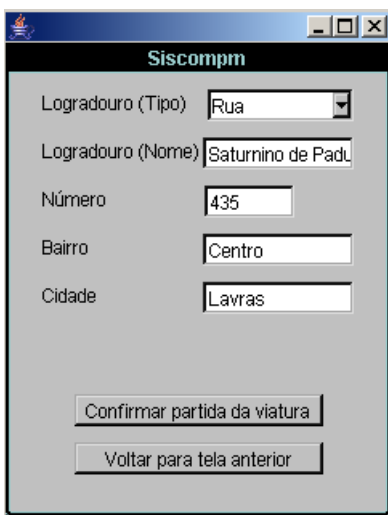 Siscompm
Logradouro (Tipo) Rua
Logradouro (Nome) Saturnino de Padu
Número 435
Bairro Centro
Cidade Lavras
Confirmar partida da viatura
Voltar para tela anterior